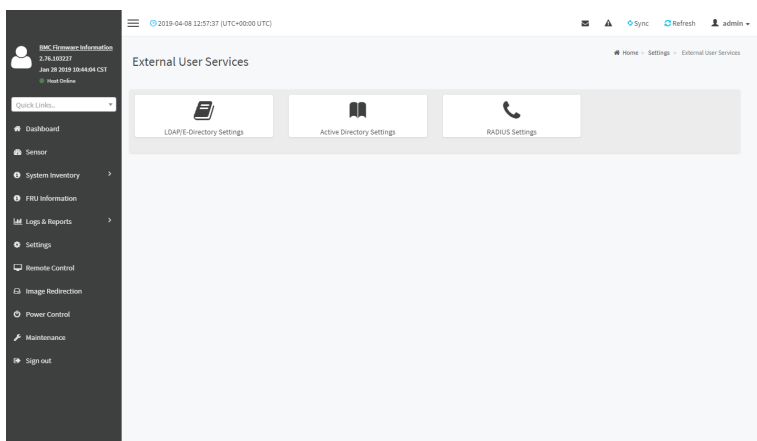 2019-04-08 12:57:37 (UTC+00:00 UTC)
Sync
Refresh
admin
BMC Firmware Information
2.76.103227
Jan 28 2019 10:44:04 CST
Host Online
Quick Links...
Dashboard
Sensor
System Inventory
FRU Information
Logs & Reports
Settings
Remote Control
Image Redirection
Power Control
Maintenance
Sign out
External User Services
Home > Settings > External User Services
LDAP/E-Directory Settings
Active Directory Settings
RADIUS Settings